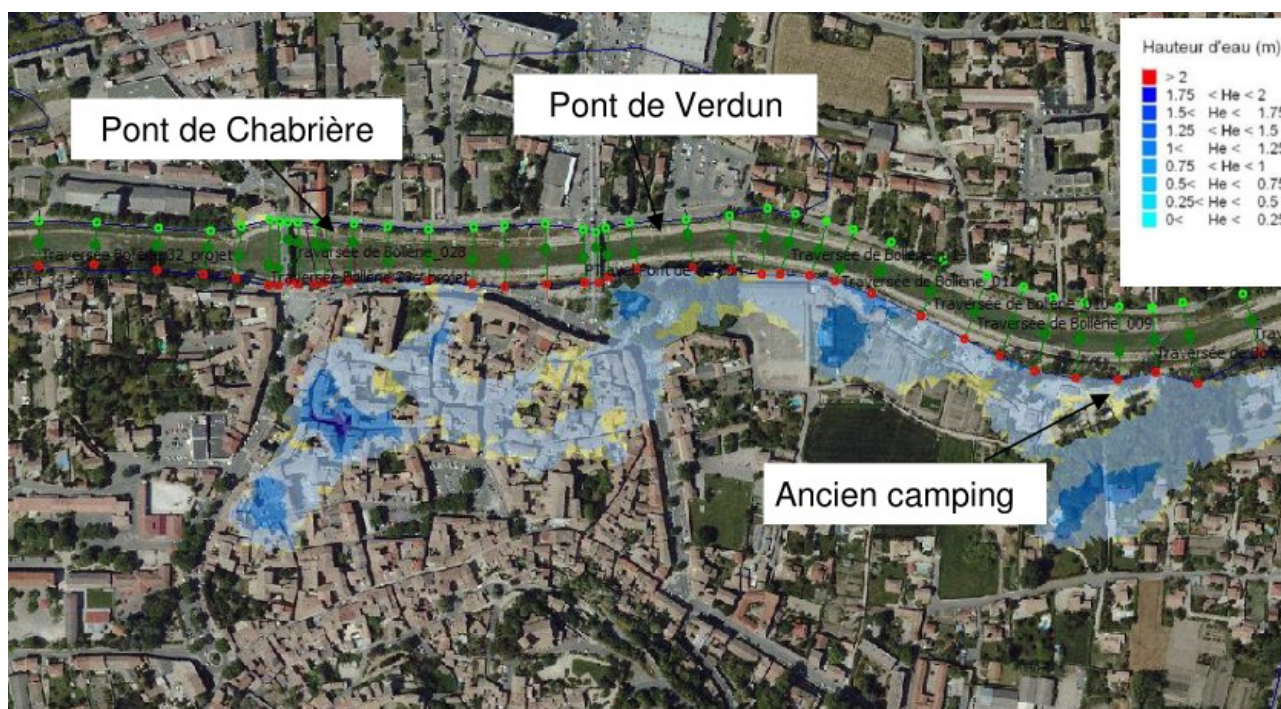 Hauteur d'eau (m)
> 2
1.75 < He < 2
1.5< He < 1.75
1.25 < He < 1.5
1< He < 1.25
0.75 < He < 1
0.5< He < 0.75
0.25< He < 0.5
0< He < 0.2
Pont de Verdun
Pont de Chabrière
Traversée de Bollène_028
Traversée de Bollène_012
Traversée de Bollène_009
Ancien camping